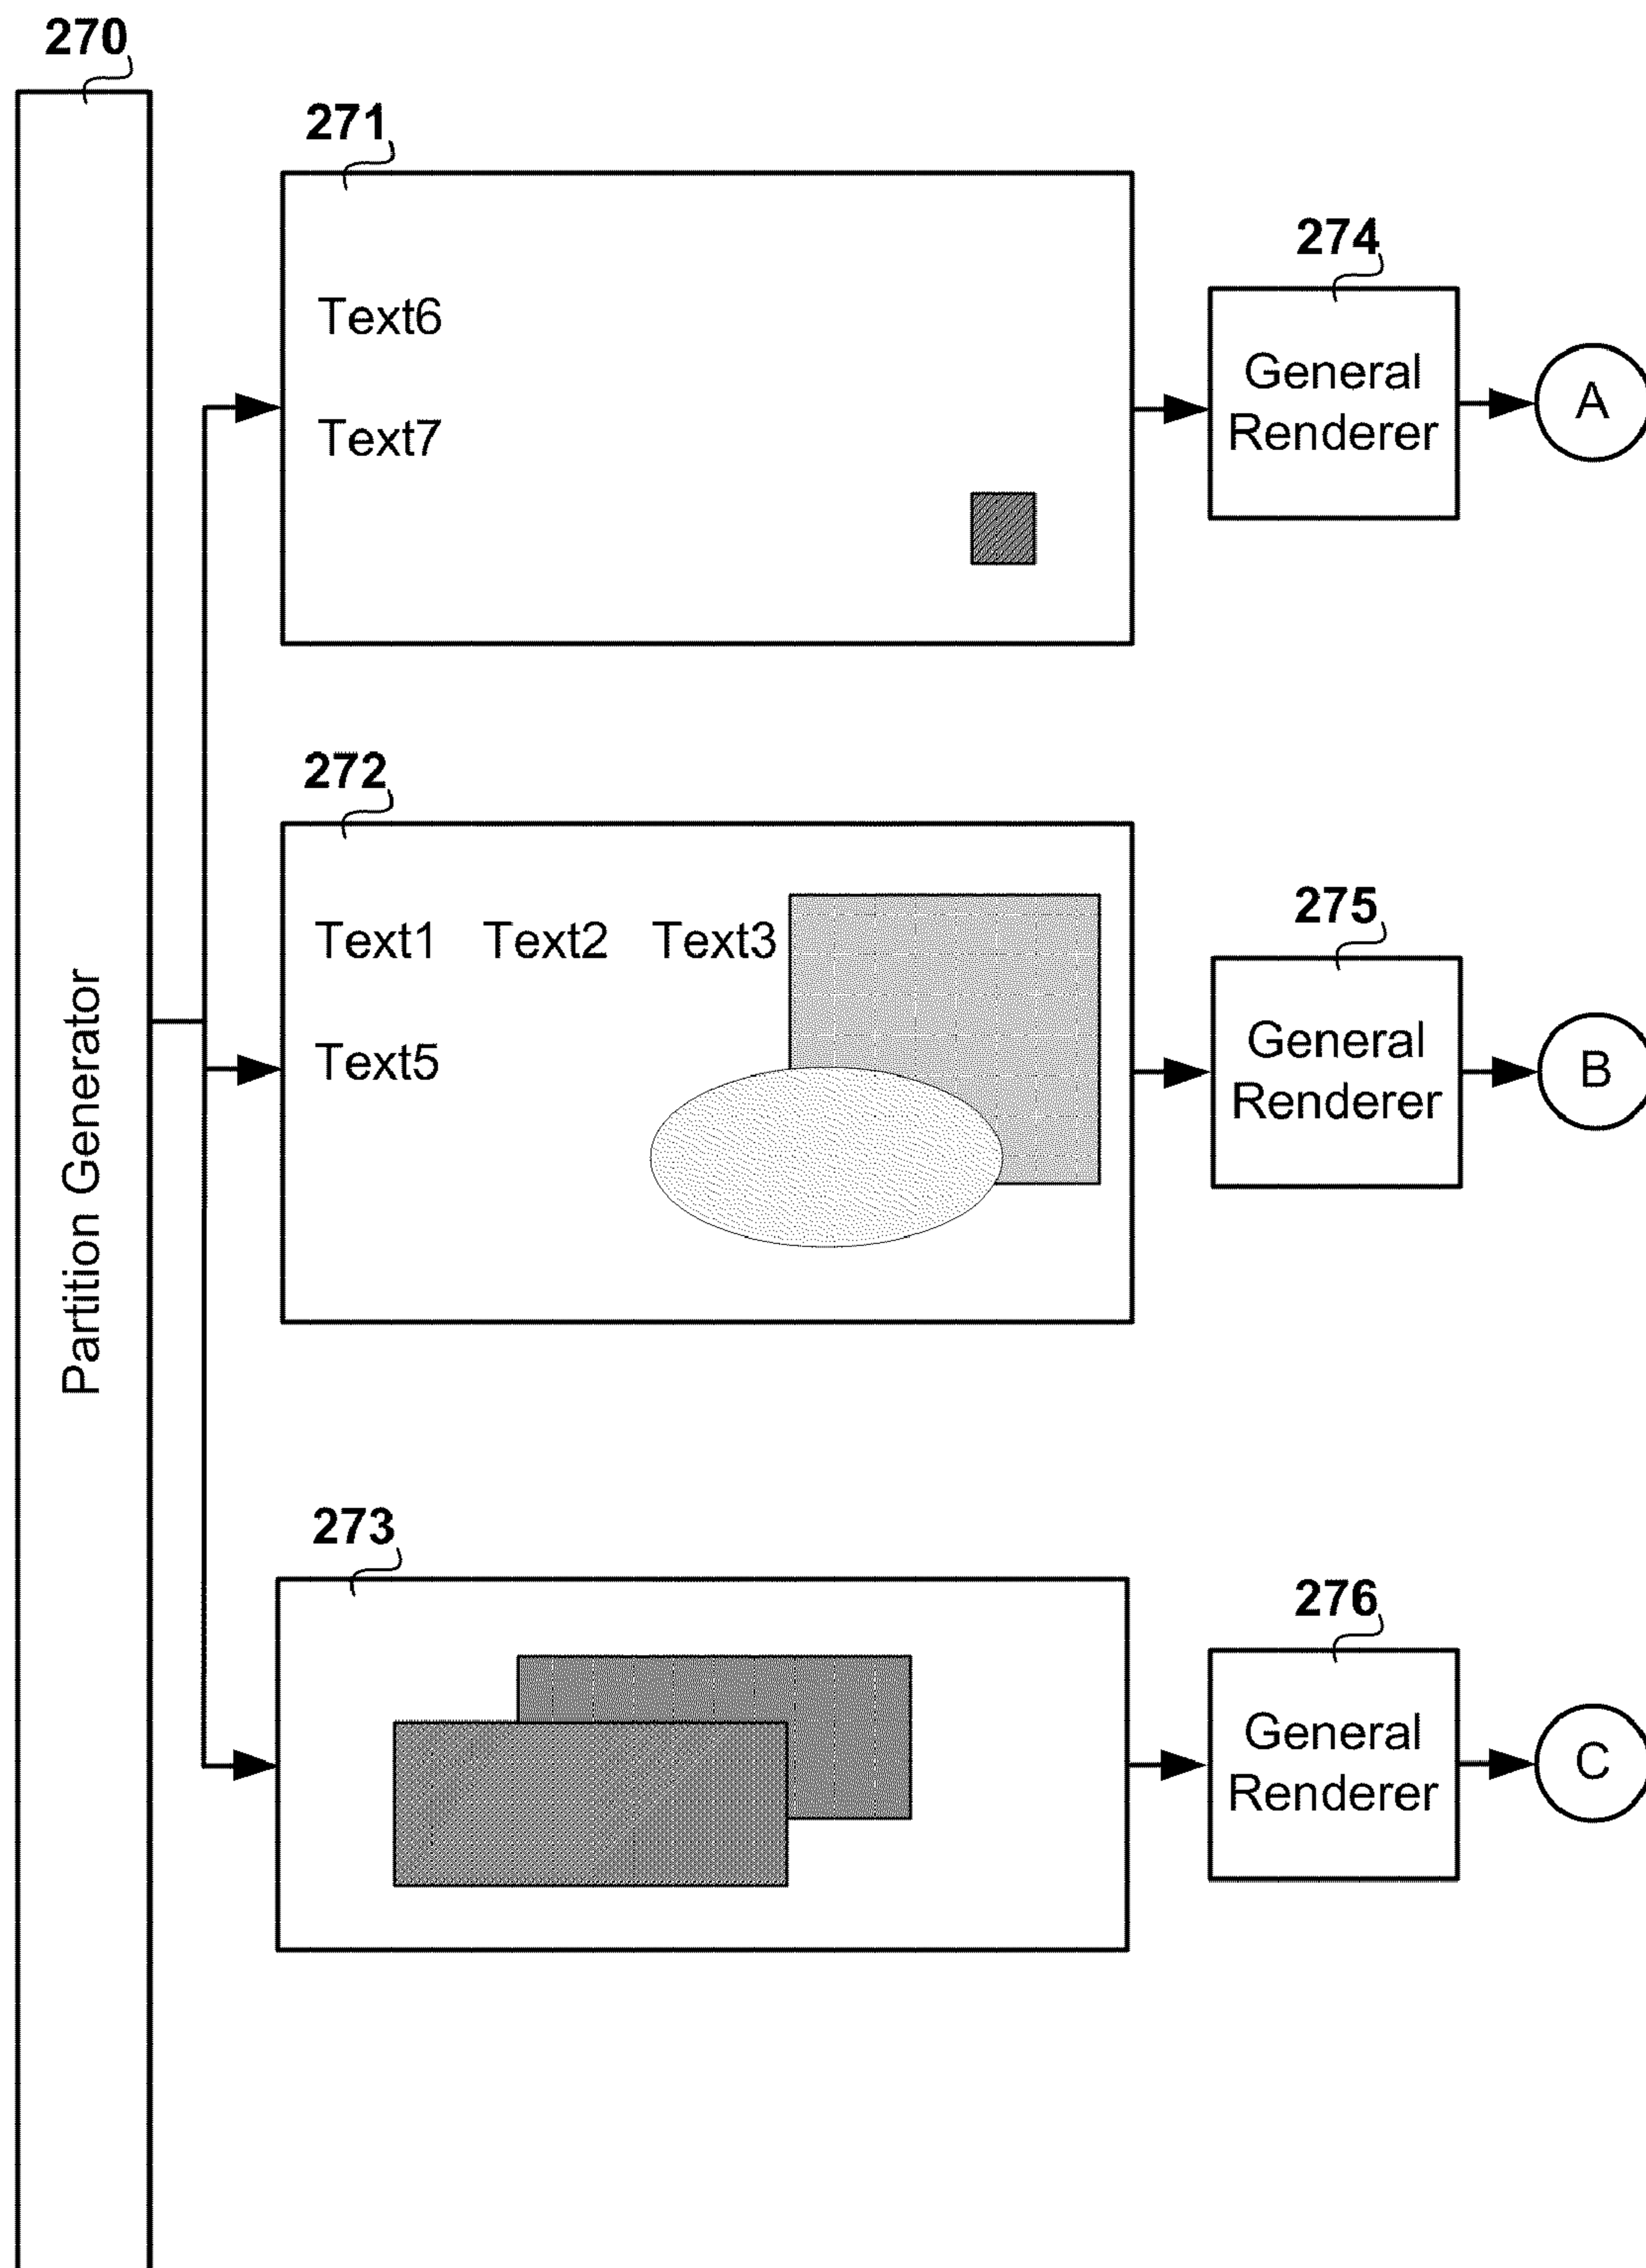 270
271
Text6
Text7
274
General
Renderer
A
272
Text1 Text2 Text3
Text5
275
General
Renderer
B
Partition Generator
273
276
General
Renderer
C